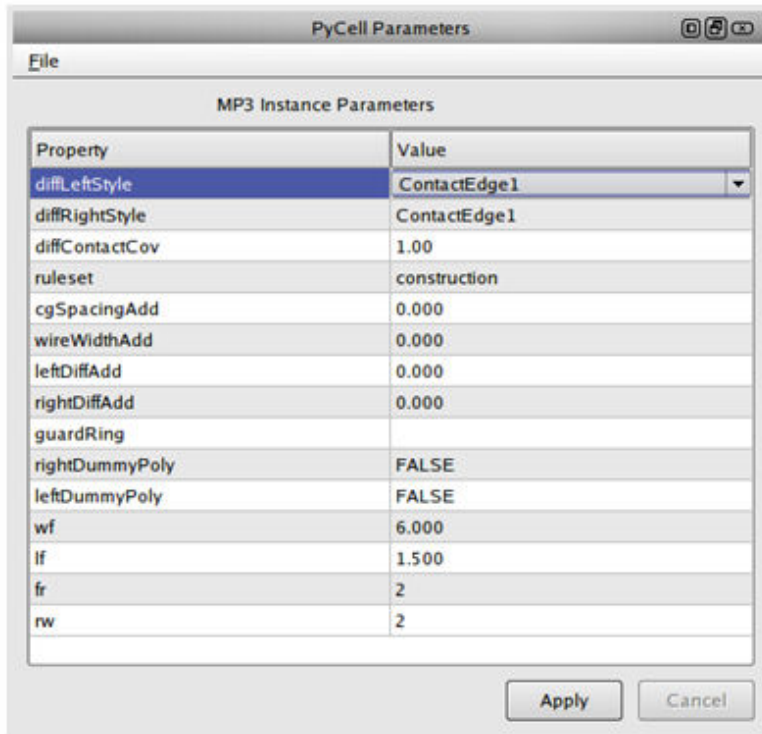 PyCell Parameters
File
MP3 Instance Parameters
Property Value
diffLeftStyle ContactEdge1
diffRightStyle ContactEdge1
diffContactCov 1.00
ruleset construction
cgSpacingAdd 0.000
wireWidthAdd 0.000
leftDiffAdd 0.000
rightDiffAdd 0.000
guardRing
rightDummyPoly FALSE
leftDummyPoly FALSE
wf 6.000
lf 1.500
fr 2
rw 2
Apply Cancel